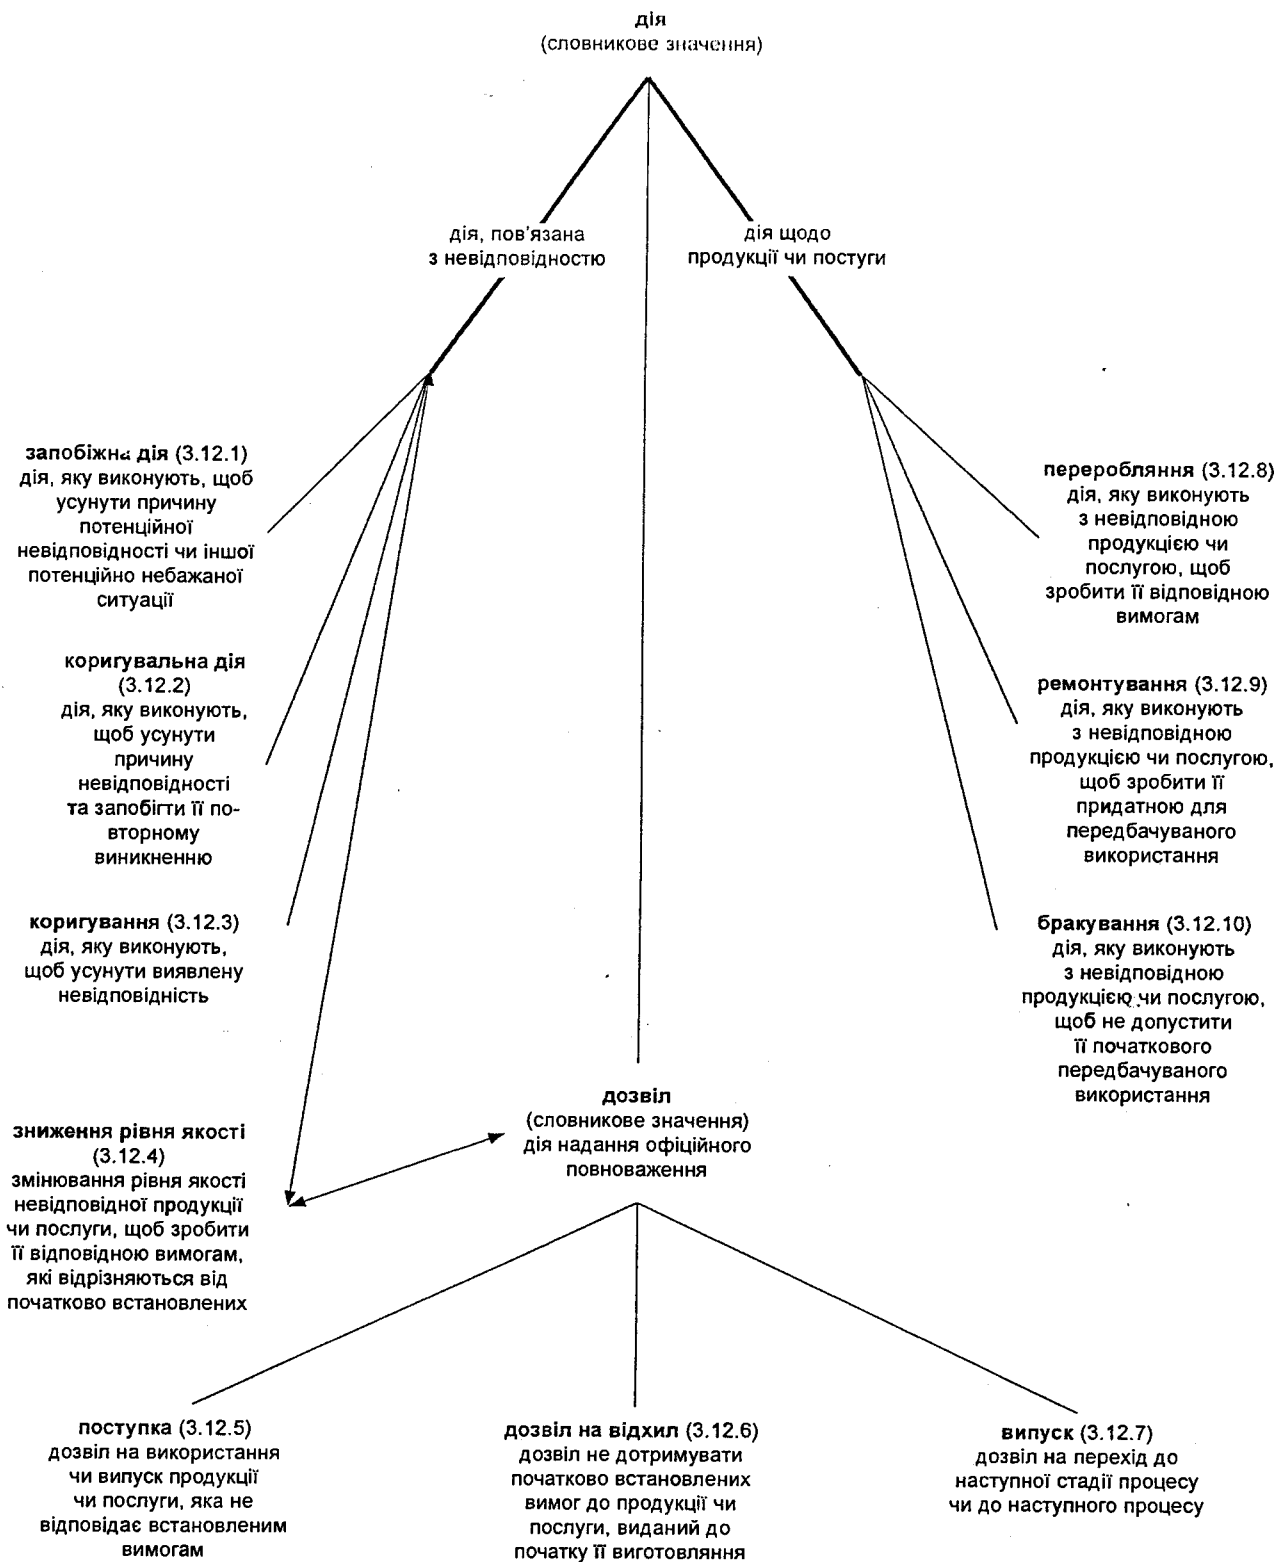 дія
(словникове значення)
дія, пов'язана
з невідповідністю
дія щодо
продукції чи постуги
запобіжна дія (3.12.1)
дія, яку виконують, щоб
усунути причину
потенційної
невідповідності чи іншої
потенційно небажаної
ситуації
коригувальна дія
(3.12.2)
дія, яку виконують,
щоб усунути
причину
невідповідності
та запобігти її по-
вторному
виникненню
коригування (3.12.3)
дія, яку виконують,
щоб усунути виявлену
невідповідність
зниження рівня якості
(3.12.4)
змінювання рівня якості
невідповідної продукції
чи послуги, щоб зробити
її відповідною вимогам,
які відрізняються від
початково встановлених
переробляння (3.12.8)
дія, яку виконують
з невідповідною
продукцією чи
послугою, щоб
зробити її відповідною
вимогам
ремонтування (3.12.9)
дія, яку виконують
з невідповідною
продукцією чи послугою,
щоб зробити її
придатною для
передбачуваного
використання
бракування (3.12.10)
дія, яку виконують
з невідповідною
продукцією чи послугою,
щоб не допустити
її початкового
передбачуваного
використання
дозвіл
(словникове значення)
дія надання офіційного
повноваження
поступка (3.12.5)
дозвіл на використання
чи випуск продукції
чи послуги, яка не
відповідає встановленим
вимогам
дозвіл на відхил (3.12.6)
дозвіл не дотримувати
початково встановлених
вимог до продукції чи
послуги, виданий до
початку її виготовляння
випуск (3.12.7)
дозвіл на перехід до
наступної стадії процесу
чи до наступного процесу